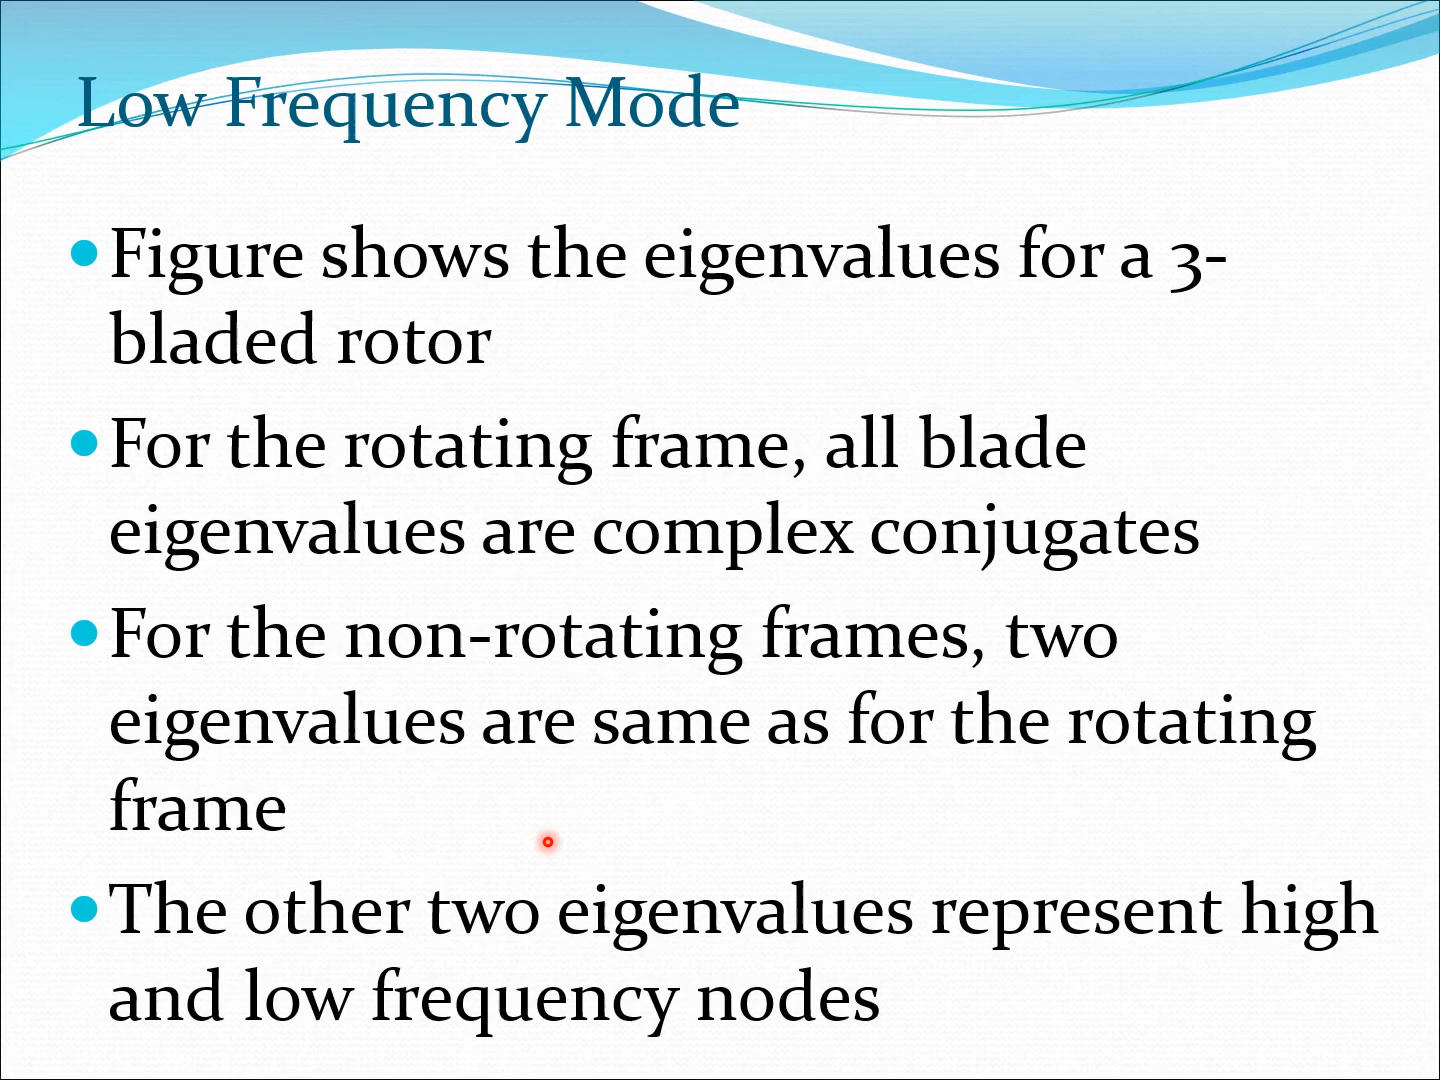 Low Frequency Mode
• Figure shows the eigenvalues for a 3-
bladed rotor
• For the rotating frame, all blade
eigenvalues are complex conjugates
• For the non-rotating frames, two
eigenvalues are same as for the rotating
frame
• The other two eigenvalues represent high
and low frequency nodes